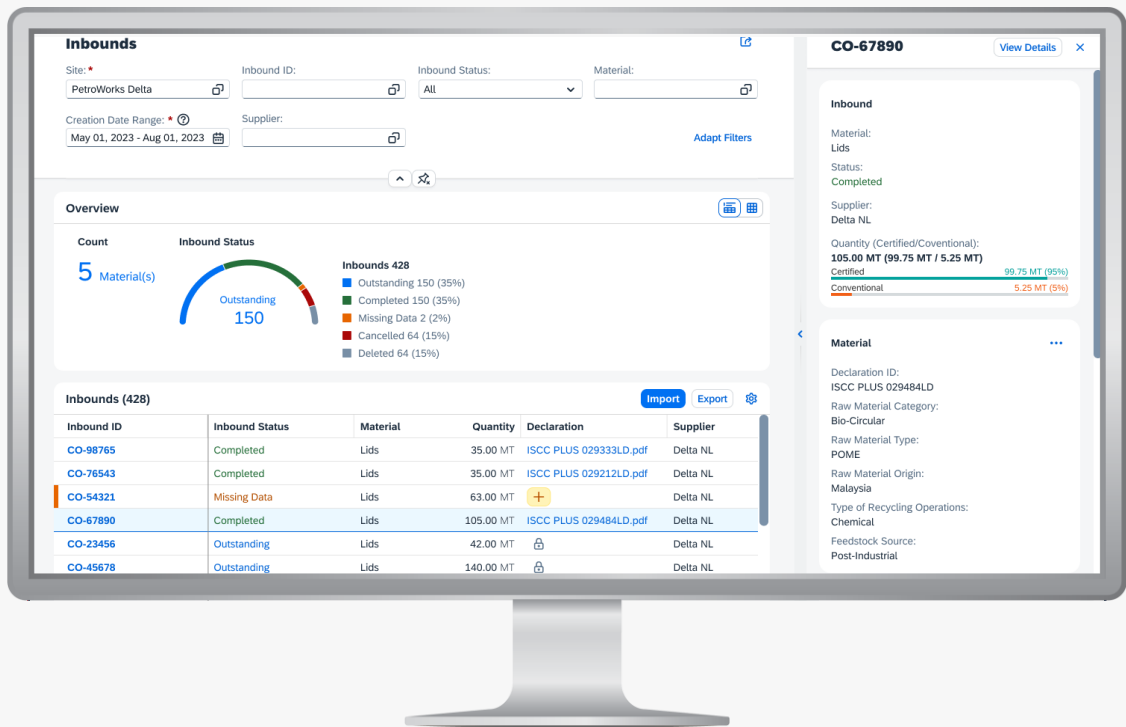 Inbounds
Site: *
Inbound ID:
Inbound Status:
Material:
PetroWorks Delta
All
Creation Date Range: *
Supplier:
May 01, 2023 - Aug 01, 2023
Adapt Filters
Overview
Count
Inbound Status
5 Material(s)
Outstanding
150
Inbounds 428
Outstanding 150 (35%)
Completed 150 (35%)
Missing Data 2 (2%)
Cancelled 64 (15%)
Deleted 64 (15%)
Inbounds (428)
Import
Export
Inbound ID Inbound Status Material Quantity Declaration Supplier
CO-98765 Completed Lids 35.00 MT ISCC PLUS 029333LD.pdf Delta NL
CO-76543 Completed Lids 35.00 MT ISCC PLUS 029212LD.pdf Delta NL
CO-54321 Missing Data Lids 63.00 MT + Delta NL
CO-67890 Completed Lids 105.00 MT ISCC PLUS 029484LD.pdf Delta NL
CO-23456 Outstanding Lids 42.00 MT Delta NL
CO-45678 Outstanding Lids 140.00 MT Delta NL
CO-67890
View Details
Inbound
Material:
Lids
Status:
Completed
Supplier:
Delta NL
Quantity (Certified/Coventional):
105.00 MT (99.75 MT / 5.25 MT)
Certified 99.75 MT (95%)
Conventional 5.25 MT (5%)
Material
Declaration ID:
ISCC PLUS 029484LD
Raw Material Category:
Bio-Circular
Raw Material Type:
POME
Raw Material Origin:
Malaysia
Type of Recycling Operations:
Chemical
Feedstock Source:
Post-Industrial